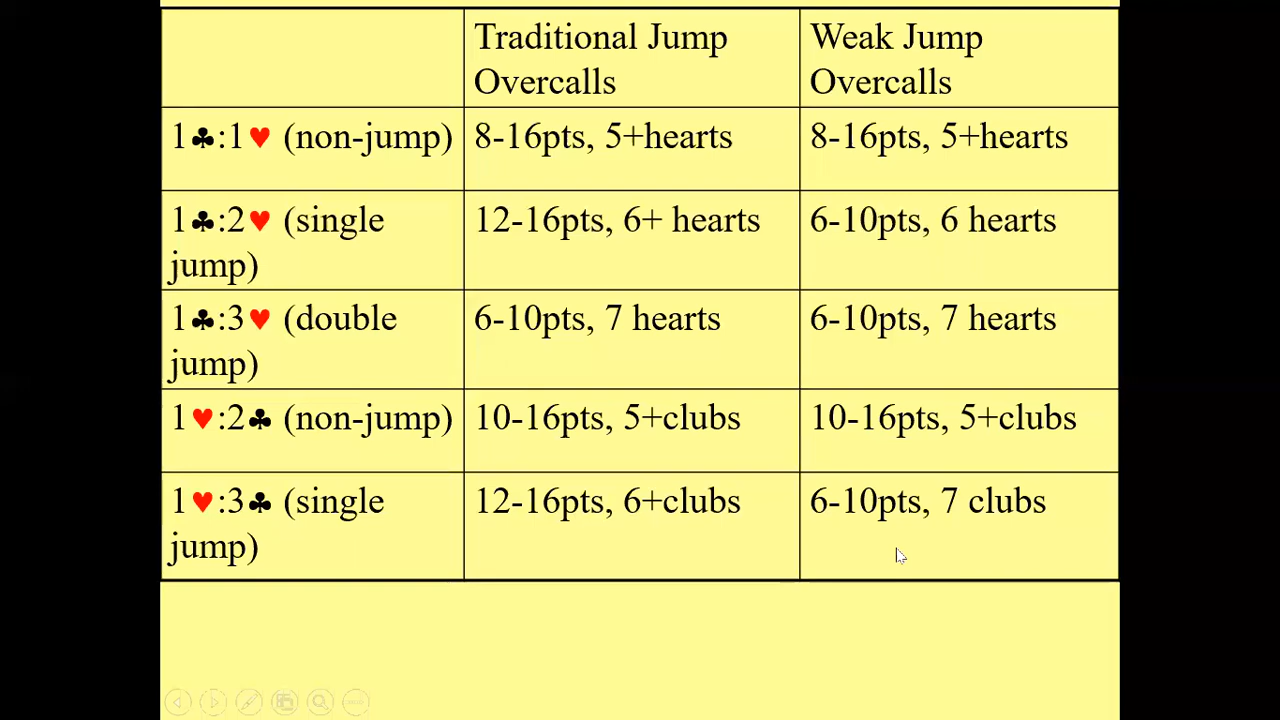 Traditional Jump
Overcalls
Weak Jump
Overcalls
1♣:1♥ (non-jump)
8-16pts, 5+hearts
8-16pts, 5+hearts
1♣:2♥ (single
jump)
12-16pts, 6+ hearts
6-10pts, 6 hearts
1♣:3♥ (double
jump)
6-10pts, 7 hearts
6-10pts, 7 hearts
1♥:2♣ (non-jump)
10-16pts, 5+clubs
10-16pts, 5+clubs
1♥:3♣ (single
jump)
12-16pts, 6+clubs
6-10pts, 7 clubs